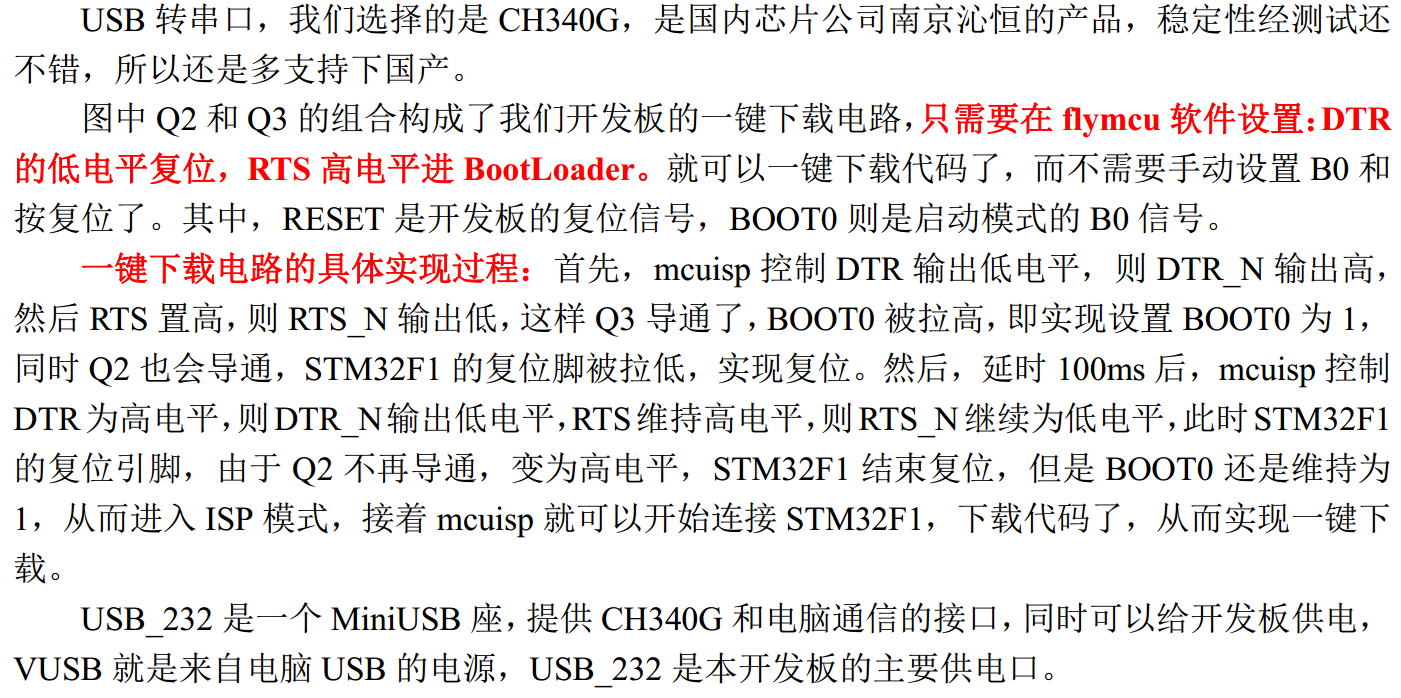 USB 转串口，我们选择的是 CH340G，是国内芯片公司南京沁恒的产品，稳定性经测试还
不错，所以还是多支持下国产。
图中 Q2 和 Q3 的组合构成了我们开发板的一键下载电路，只需要在 flymcu 软件设置：DTR
的低电平复位，RTS 高电平进 BootLoader。就可以一键下载代码了，而不需要手动设置 B0 和
按复位了。其中，RESET 是开发板的复位信号，BOOT0 则是启动模式的 B0 信号。
一键下载电路的具体实现过程：首先，mcuisp 控制 DTR 输出低电平，则 DTR_N 输出高，
然后 RTS 置高，则 RTS_N 输出低，这样 Q3 导通了，BOOT0 被拉高，即实现设置 BOOT0 为 1，
同时 Q2 也会导通，STM32F1 的复位脚被拉低，实现复位。然后，延时 100ms 后，mcuisp 控制
DTR 为高电平，则 DTR_N 输出低电平，RTS 维持高电平，则 RTS_N 继续为低电平，此时 STM32F1
的复位引脚，由于 Q2 不再导通，变为高电平，STM32F1 结束复位，但是 BOOT0 还是维持为
1，从而进入 ISP 模式，接着 mcuisp 就可以开始连接 STM32F1，下载代码了，从而实现一键下
载。
USB_232 是一个 MiniUSB 座，提供 CH340G 和电脑通信的接口，同时可以给开发板供电，
VUSB 就是来自电脑 USB 的电源，USB_232 是本开发板的主要供电口。